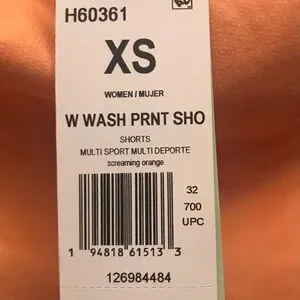 H60361
XS
WOMEN / MUJER
W WASH PRNT SHO
SHORTS
MULTI SPORT MULTI DEPORTE
screaming orange
32
700
UPC
1 94818 61513 3
126984484